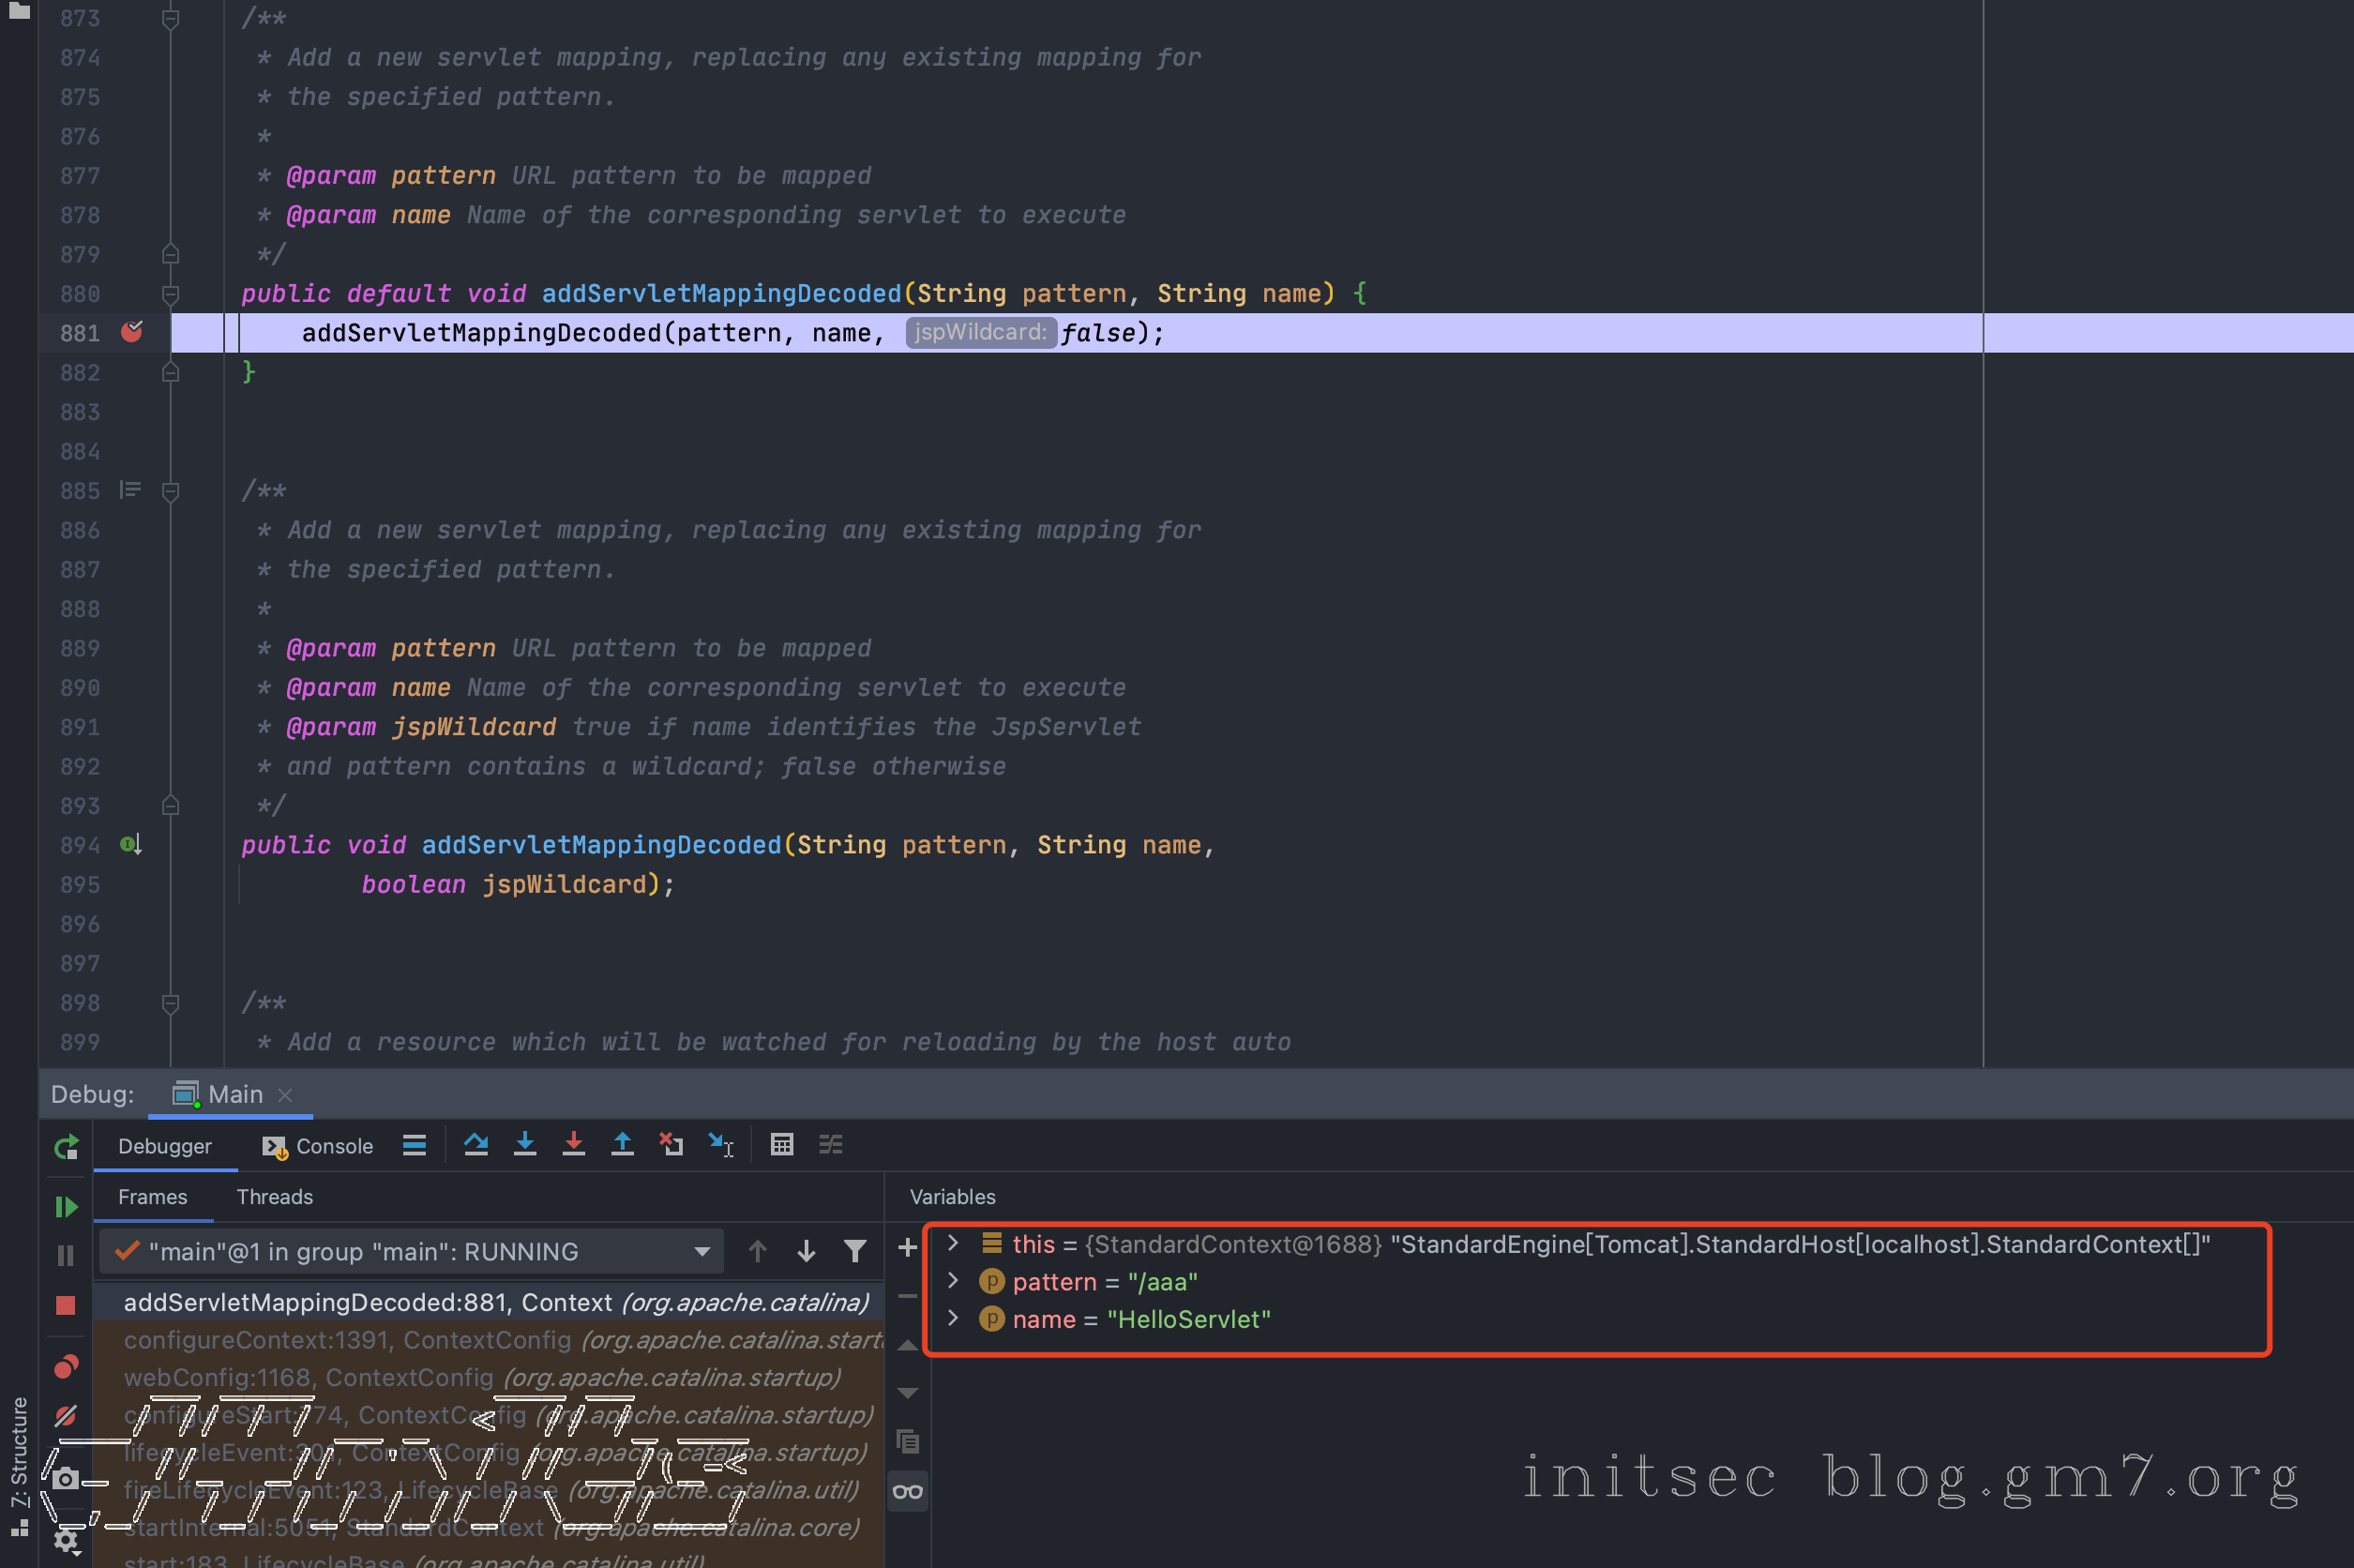 873 /**
874 * Add a new servlet mapping, replacing any existing mapping for
875 * the specified pattern.
876 *
877 * @param pattern URL pattern to be mapped
878 * @param name Name of the corresponding servlet to execute
879 */
880 public default void addServletMappingDecoded(String pattern, String name) {
881 addServletMappingDecoded(pattern, name, jspWildcard: false);
882 }
883
884
885 /**
886 * Add a new servlet mapping, replacing any existing mapping for
887 * the specified pattern.
888 *
889 * @param pattern URL pattern to be mapped
890 * @param name Name of the corresponding servlet to execute
891 * @param jspWildcard true if name identifies the JspServlet
892 * and pattern contains a wildcard; false otherwise
893 */
894 public void addServletMappingDecoded(String pattern, String name,
895 boolean jspWildcard);
896
897
898 /**
899 * Add a resource which will be watched for reloading by the host auto
Debug: Main
Debugger Console
Frames Threads
"main"@1 in group "main": RUNNING
addServletMappingDecoded:881, Context (org.apache.catalina)
configureContext:1391, ContextConfig (org.apache.catalina.start
webConfig:1168, ContextConfig (org.apache.catalina.startup)
configureStart:774, ContextConfig (org.apache.catalina.startup)
lifecycleEvent:301, ContextConfig (org.apache.catalina.startup)
fireLifecycleEvent:123, LifecycleBase (org.apache.catalina.util)
startInternal:5051, StandardContext (org.apache.catalina.core)
start:183, LifecycleBase (org.apache.catalina.util)
Variables
this = {StandardContext@1688} "StandardEngine[Tomcat].StandardHost[localhost].StandardContext[]"
pattern = "/aaa"
name = "HelloServlet"
7: Structure
initsec blog.gm7.org